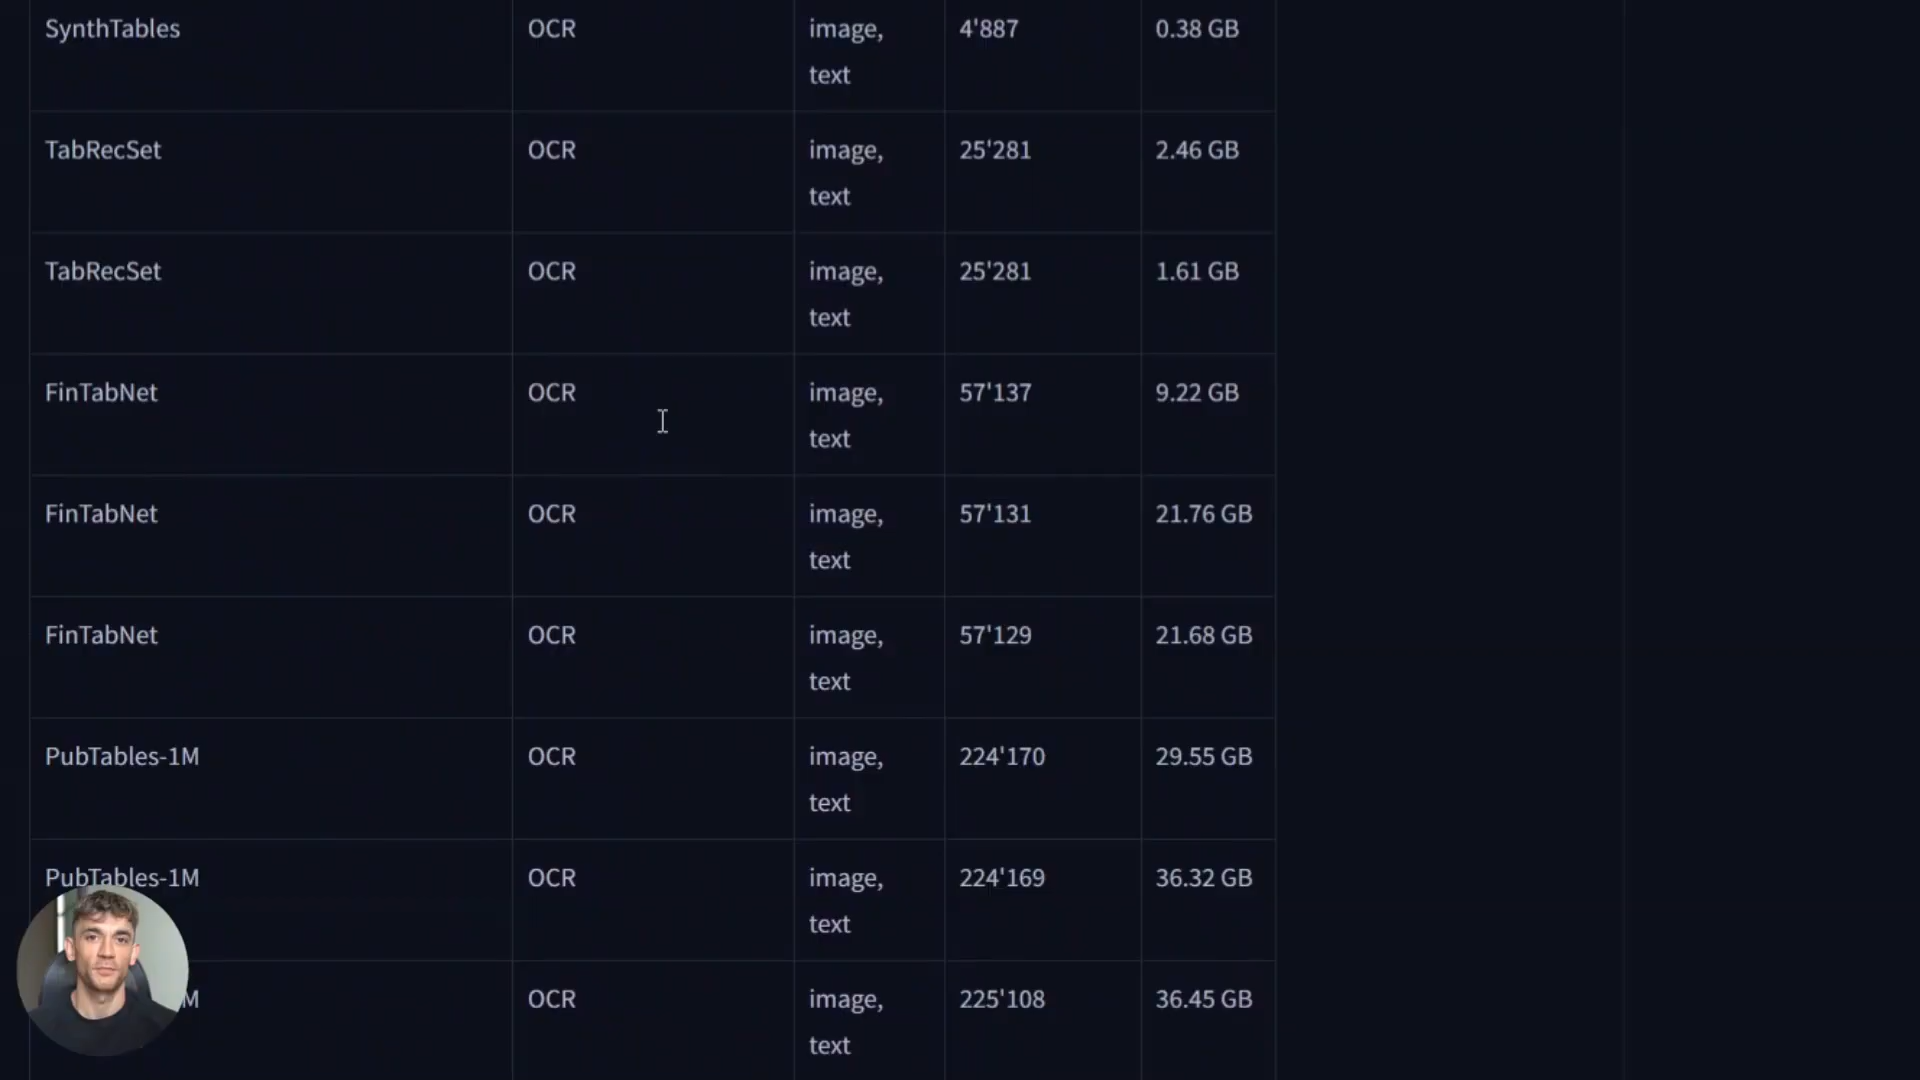 SynthTables OCR image, 4'887 0.38 GB
text
TabRecSet OCR image, 25'281 2.46 GB
text
TabRecSet OCR image, 25'281 1.61 GB
text
FinTabNet OCR image, 57'137 9.22 GB
text
FinTabNet OCR image, 57'131 21.76 GB
text
FinTabNet OCR image, 57'129 21.68 GB
text
PubTables-1M OCR image, 224'170 29.55 GB
text
PubTables-1M OCR image, 224'169 36.32 GB
text
OCR image, 225'108 36.45 GB
text